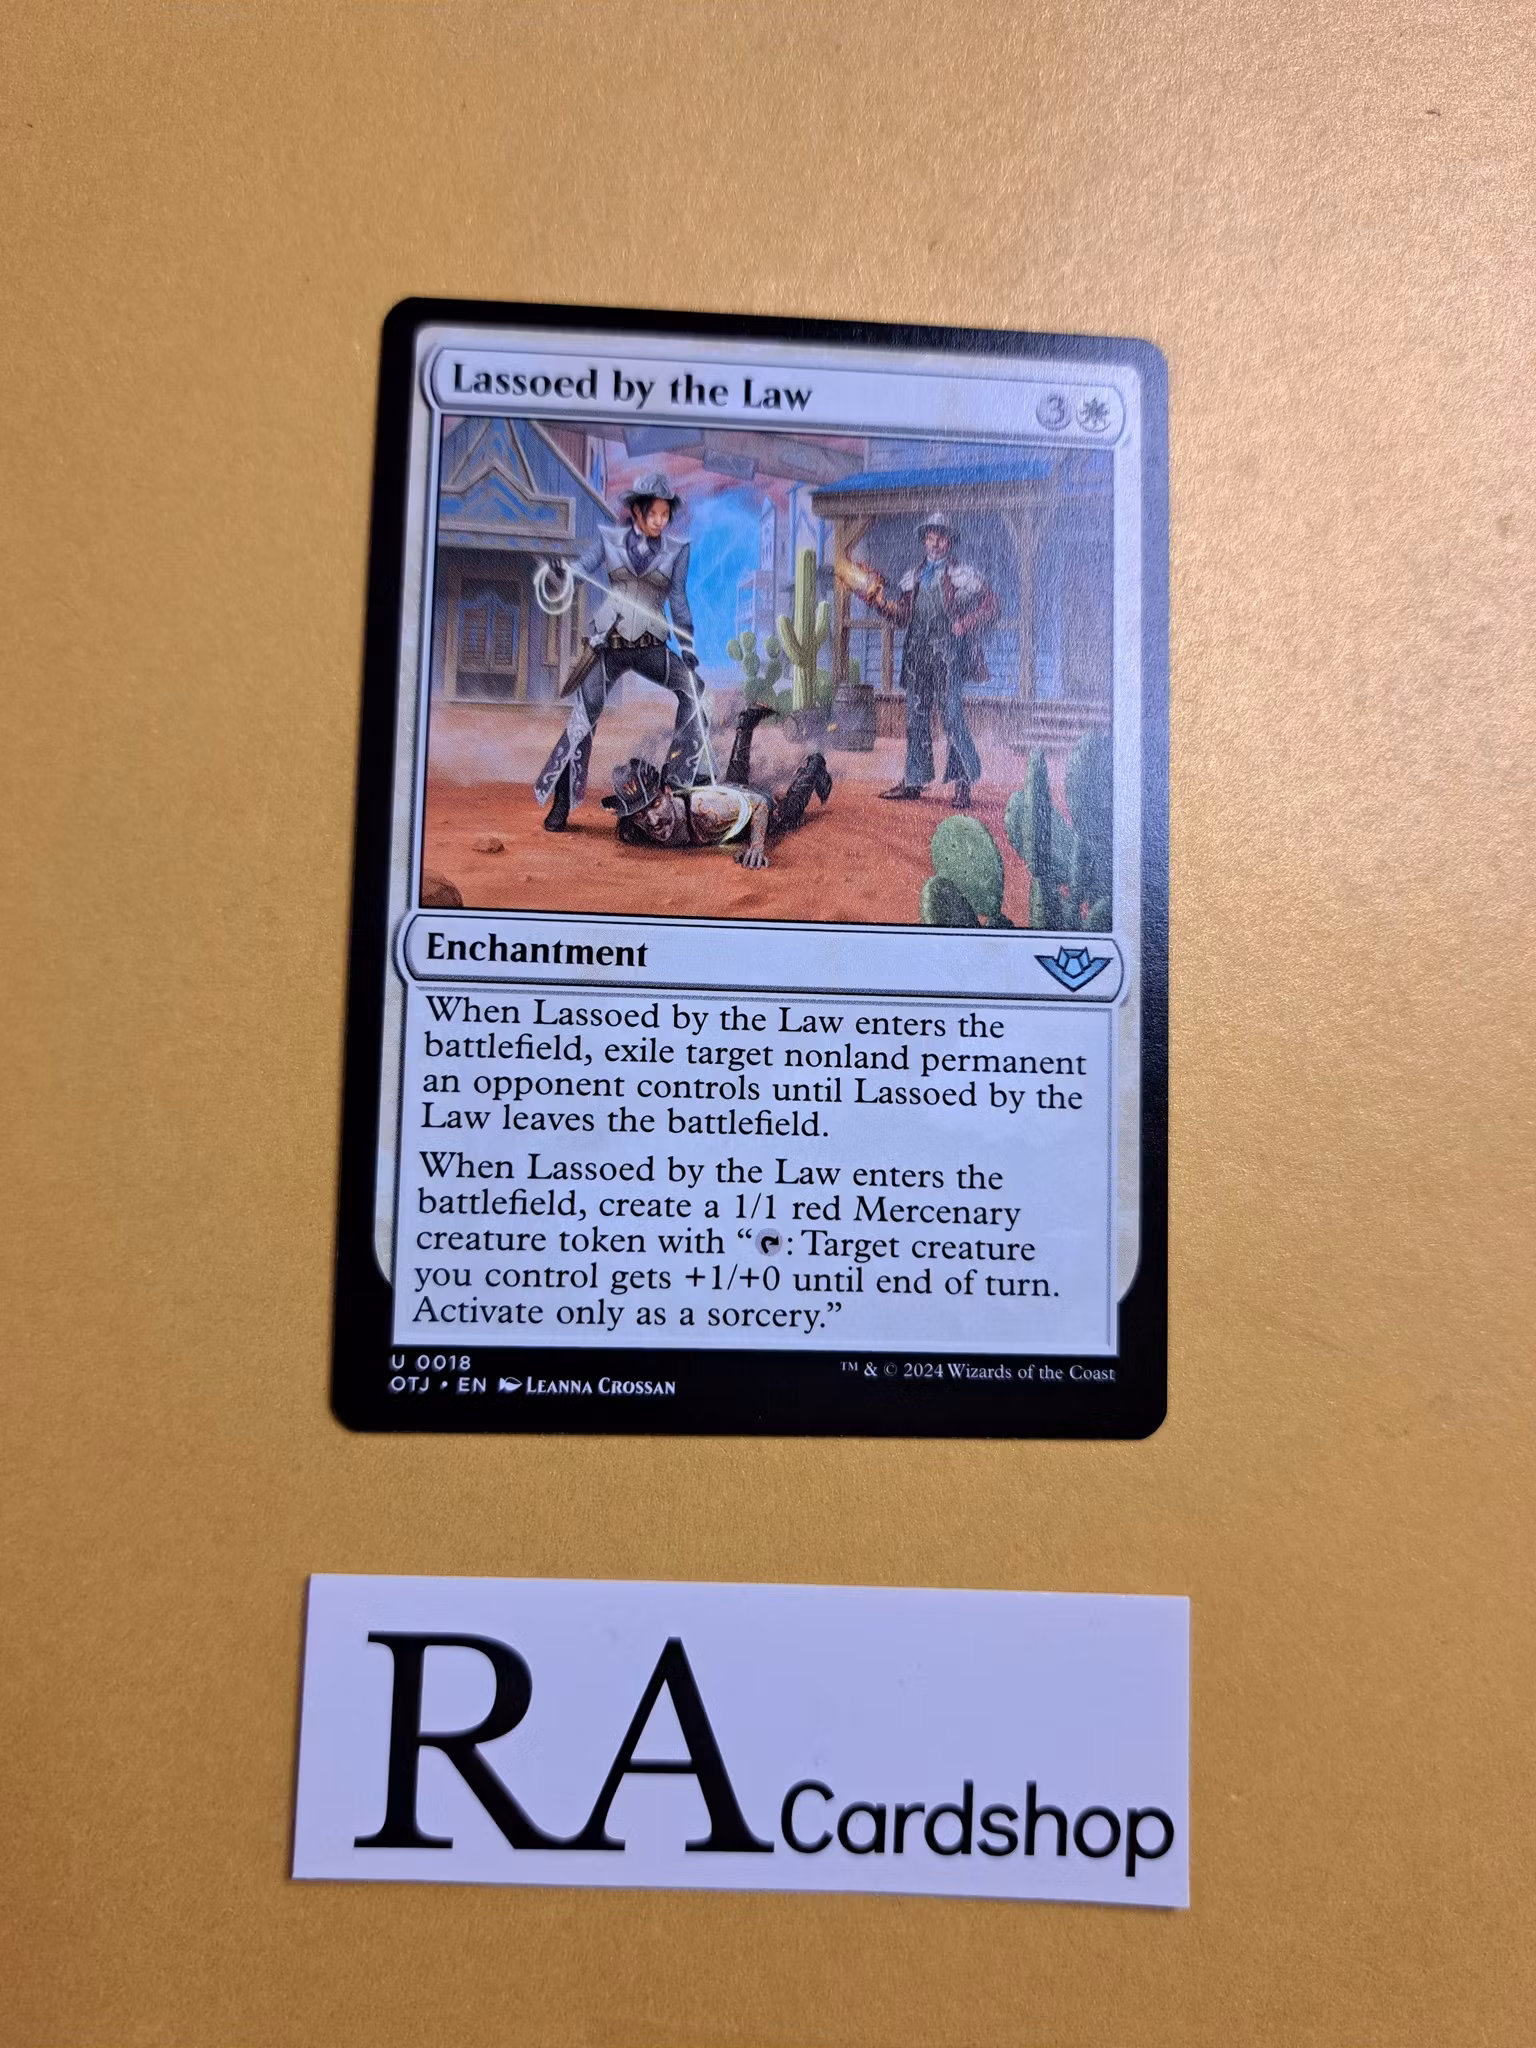 Lassoed by the Law
3
Enchantment
When Lassoed by the Law enters the
battlefield, exile target nonland permanent
an opponent controls until Lassoed by the
Law leaves the battlefield.
When Lassoed by the Law enters the
battlefield, create a 1/1 red Mercenary
creature token with “: Target creature
you control gets +1/+0 until end of turn.
Activate only as a sorcery.”
U 0018
OTJ • EN LEANNA CROSSAN
™ & © 2024 Wizards of the Coast
RA Cardshop